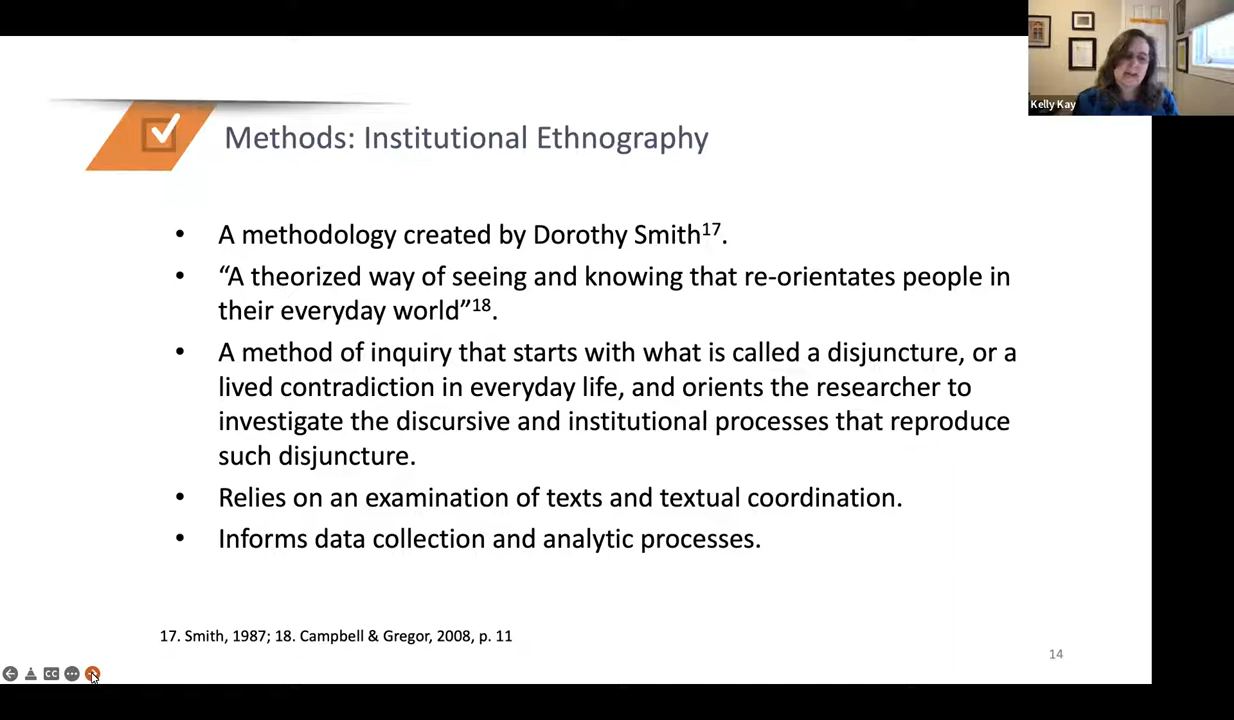 Kelly Kay
Methods: Institutional Ethnography
• A methodology created by Dorothy Smith17.
• “A theorized way of seeing and knowing that re-orientates people in
their everyday world”18.
• A method of inquiry that starts with what is called a disjuncture, or a
lived contradiction in everyday life, and orients the researcher to
investigate the discursive and institutional processes that reproduce
such disjuncture.
• Relies on an examination of texts and textual coordination.
• Informs data collection and analytic processes.
17. Smith, 1987; 18. Campbell & Gregor, 2008, p. 11
14
CC